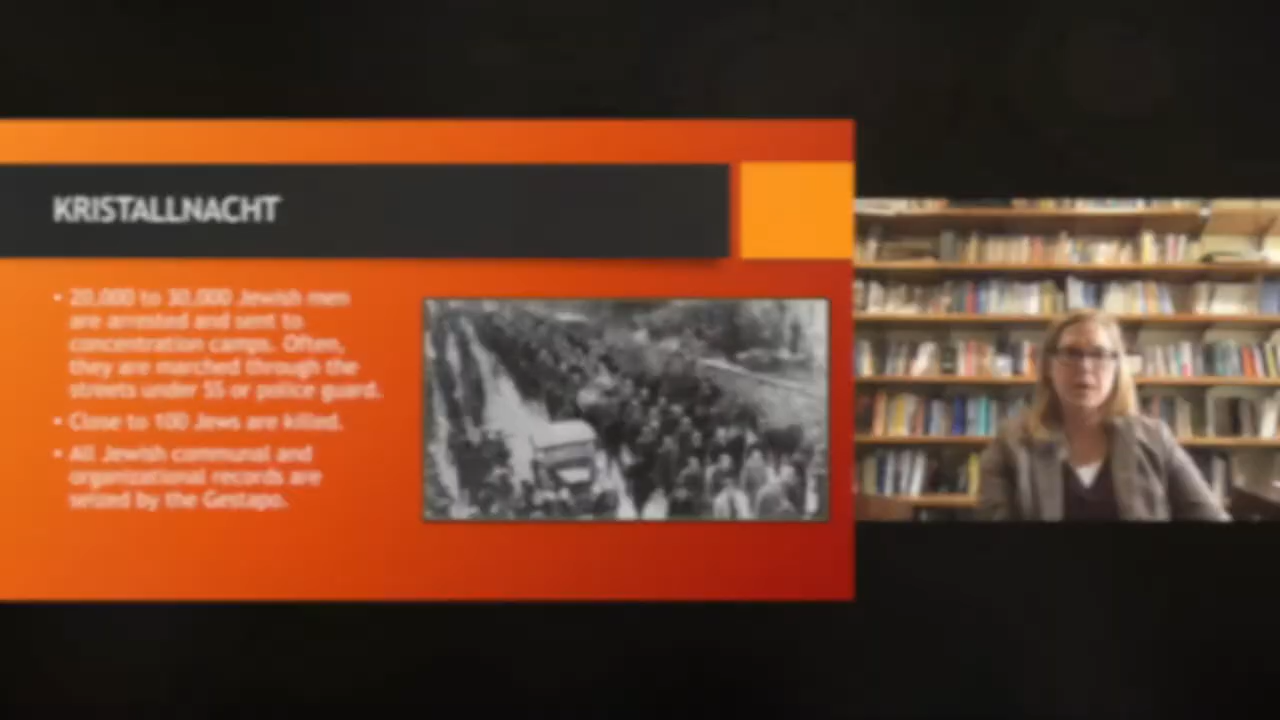 KRISTALLNACHT
• 20,000 to 30,000 Jewish men
are arrested and sent to
concentration camps. Often,
they are marched through the
streets under SS or police guard.
• Close to 100 Jews are killed.
• All Jewish communal and
organizational records are
seized by the Gestapo.